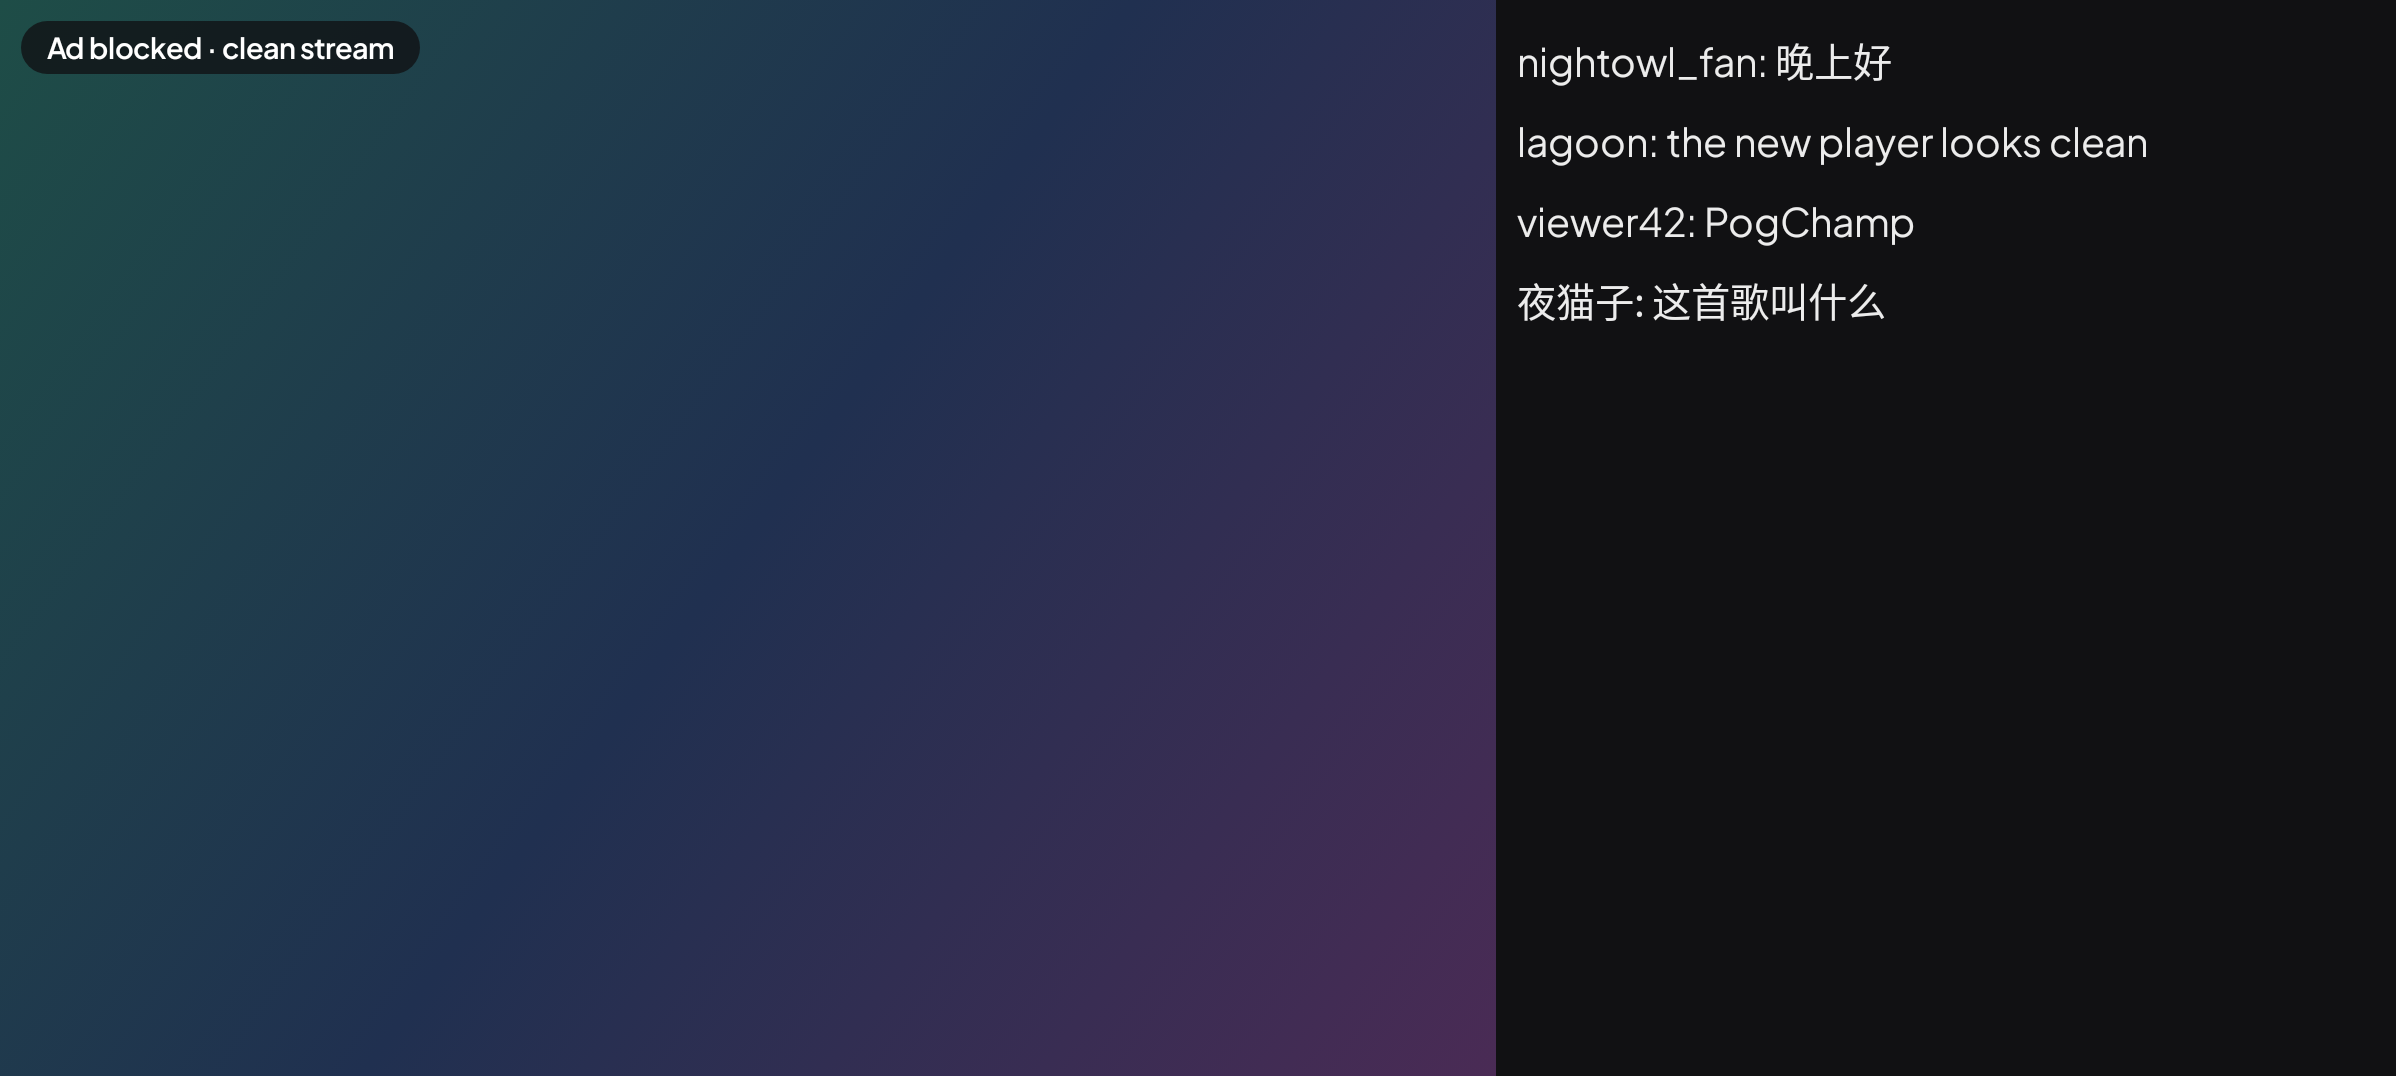 Ad blocked · clean stream
nightowl_fan: 晚上好
lagoon: the new player looks clean
viewer42: PogChamp
夜猫子: 这首歌叫什么